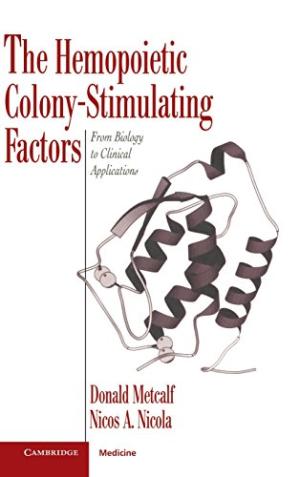 The Hemopoietic
Colony-Stimulating
Factors
From Biology
to Clinical
Applications
Donald Metcalf
Nicos A. Nicola
CAMBRIDGE
Medicine